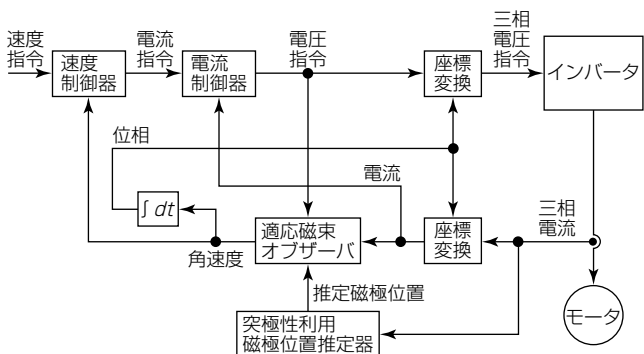 速度
指令
速度
制御器
電流
指令
電流
制御器
電圧
指令
座標
変換
三相
電圧
指令
インバータ
位相
電流
∫ dt
角速度
適応磁束
オブザーバ
座標
変換
三相
電流
推定磁極位置
突極性利用
磁極位置推定器
モータ